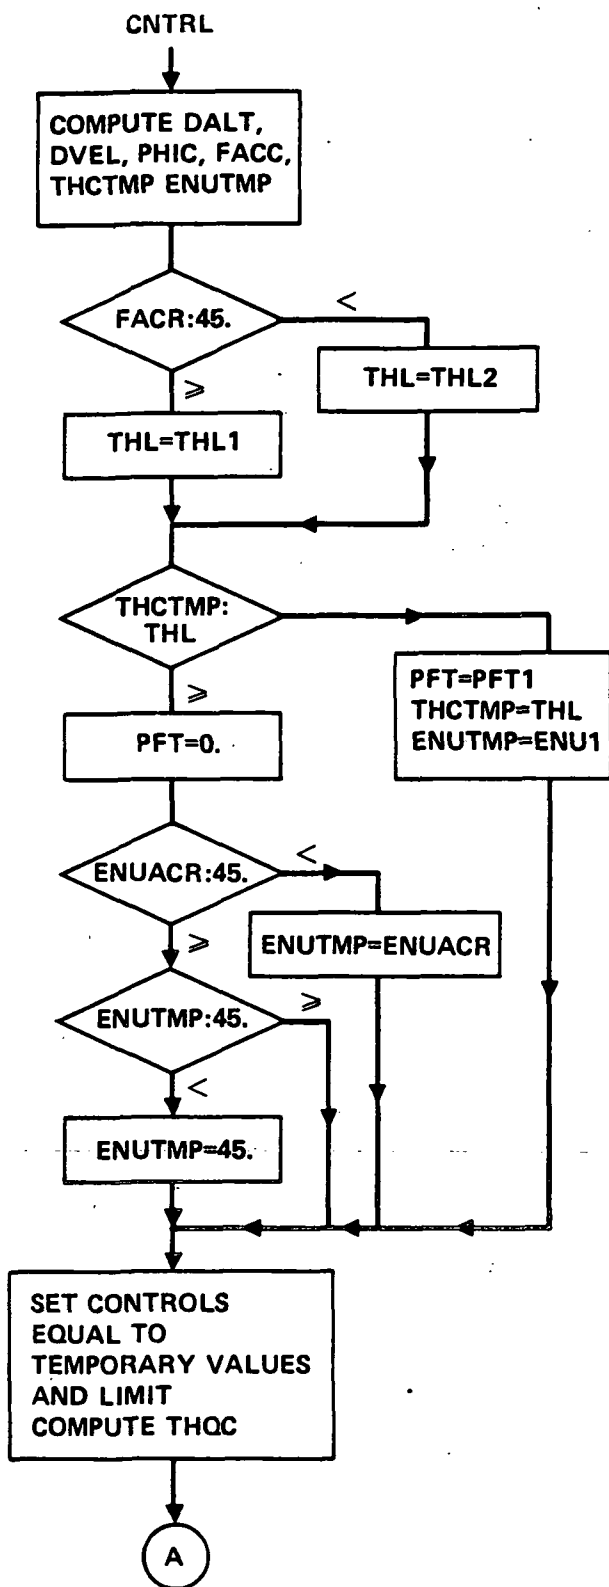 CNTRL
COMPUTE DALT,
DVEL, PHIC, FACC,
THCTMP ENUTMP
FACR:45.
<
THL=THL2
⩾
THL=THL1
THCTMP:
THL
⩾
PFT=PFT1
THCTMP=THL
ENUTMP=ENU1
PFT=0.
ENUACR:45.
<
⩾
ENUTMP=ENUACR
ENUTMP:45.
⩾
<
ENUTMP=45.
SET CONTROLS
EQUAL TO
TEMPORARY VALUES
AND LIMIT
COMPUTE THQC
A